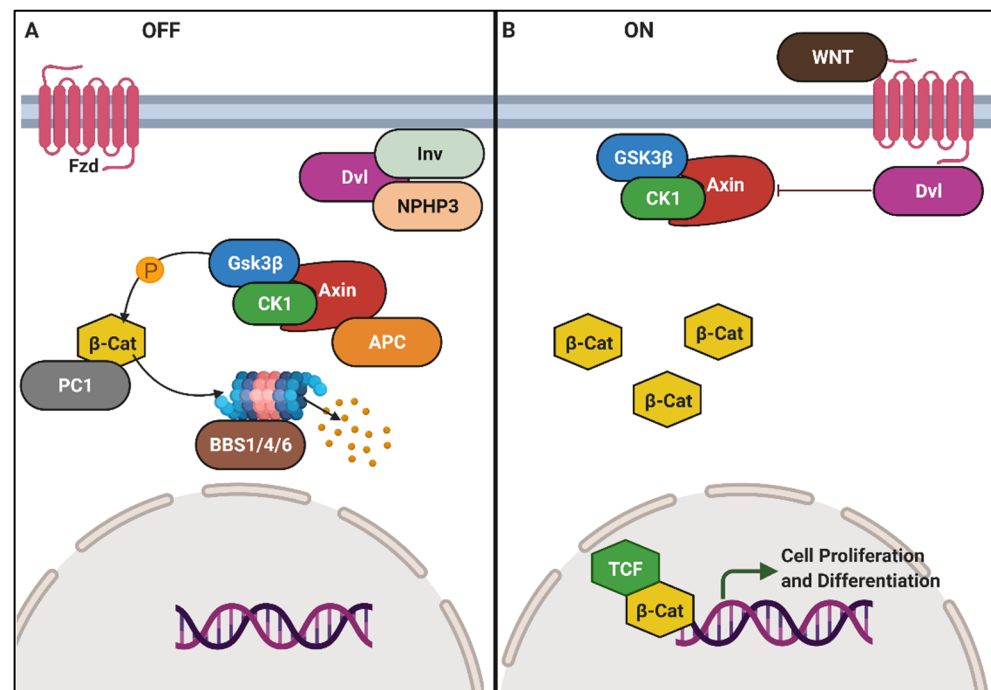 A
OFF
Fzd
Inv
Dvl
NPHP3
Gsk3β
CK1
Axin
APC
P
β-Cat
PC1
BBS1/4/6
B
ON
WNT
GSK3β
CK1
Axin
Dvl
β-Cat
β-Cat
β-Cat
TCF
β-Cat
Cell Proliferation
and Differentiation